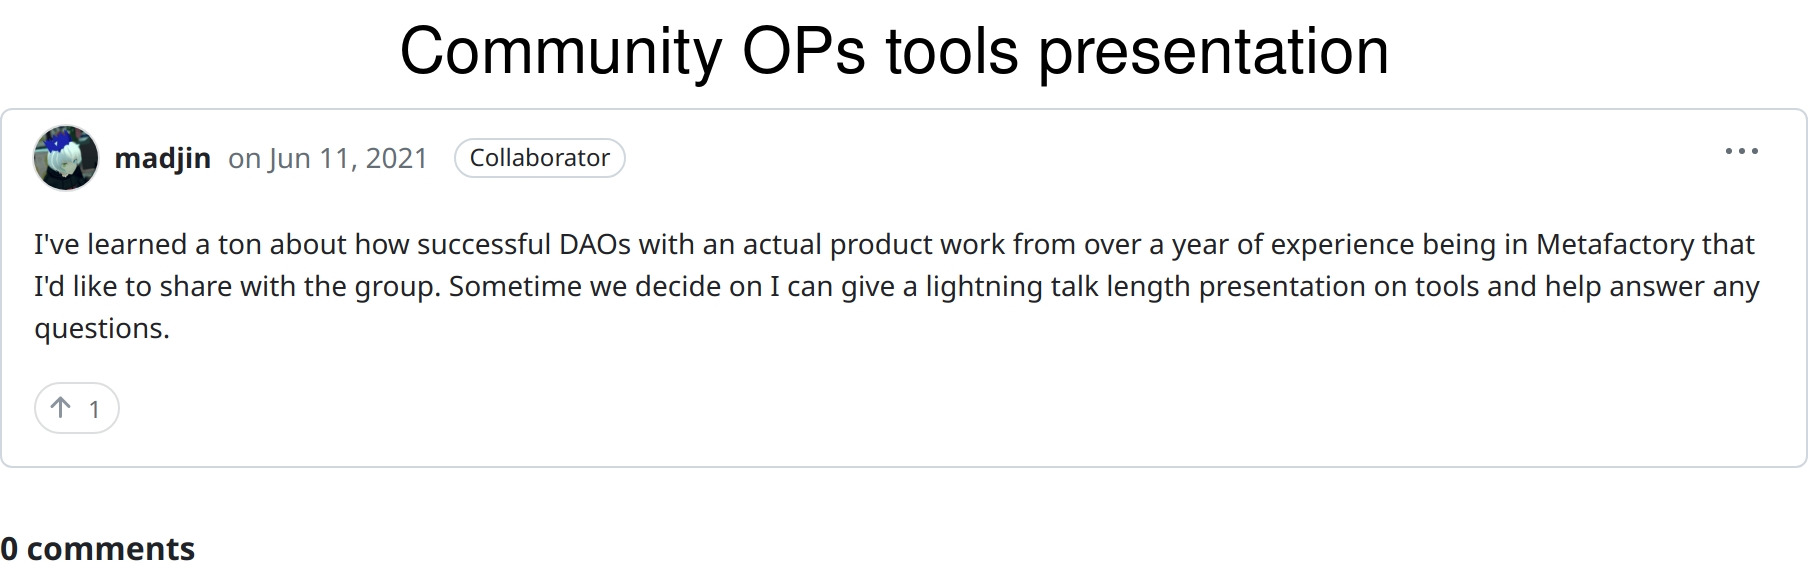 Community OPs tools presentation
madjin on Jun 11, 2021 Collaborator
I've learned a ton about how successful DAOs with an actual product work from over a year of experience being in Metafactory that
I'd like to share with the group. Sometime we decide on I can give a lightning talk length presentation on tools and help answer any
questions.
1
0 comments